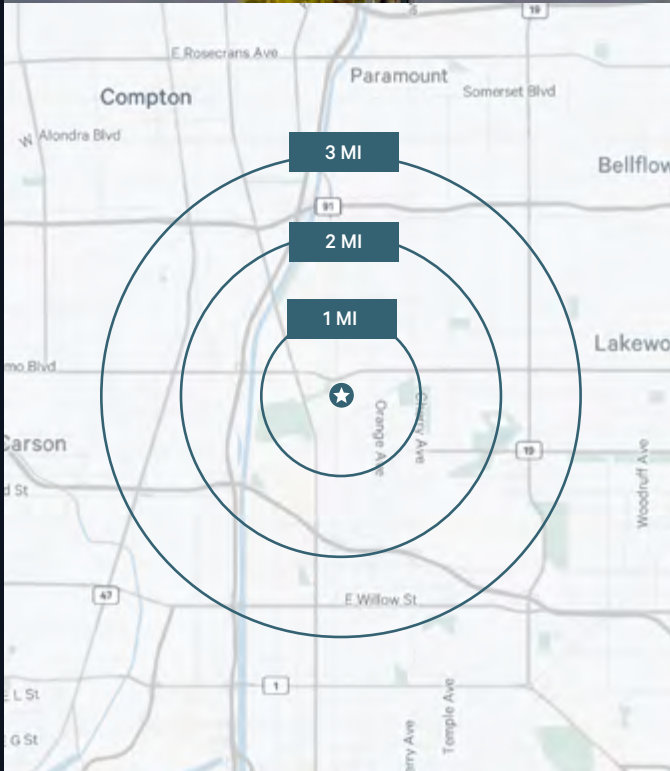 19
E Rosecrans Ave
Paramount
Compton
Somerset Blvd
W Alondra Blvd
3 MI
Bellflow
91
2 MI
1 MI
Lakewo
mo Blvd
Orange Ave
Cherry Ave
Carson
19
Woodruff Ave
d St
47
E Willow St
1
E L St
Temple Ave
G St
rry Ave